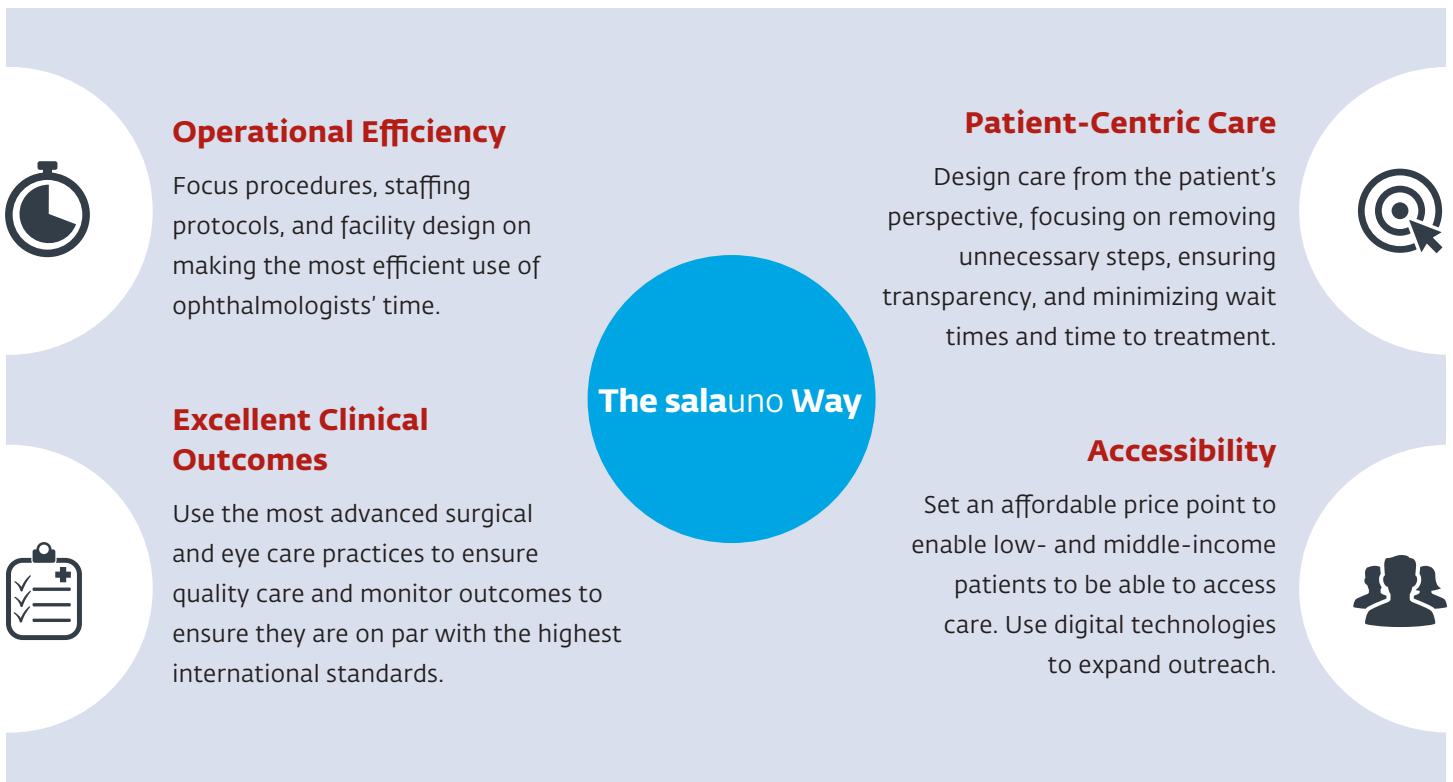 Operational Efficiency
Focus procedures, staffing
protocols, and facility design on
making the most efficient use of
ophthalmologists’ time.
Excellent Clinical
Outcomes
Use the most advanced surgical
and eye care practices to ensure
quality care and monitor outcomes to
ensure they are on par with the highest
international standards.
The salauno Way
Patient-Centric Care
Design care from the patient’s
perspective, focusing on removing
unnecessary steps, ensuring
transparency, and minimizing wait
times and time to treatment.
Accessibility
Set an affordable price point to
enable low- and middle-income
patients to be able to access
care. Use digital technologies
to expand outreach.